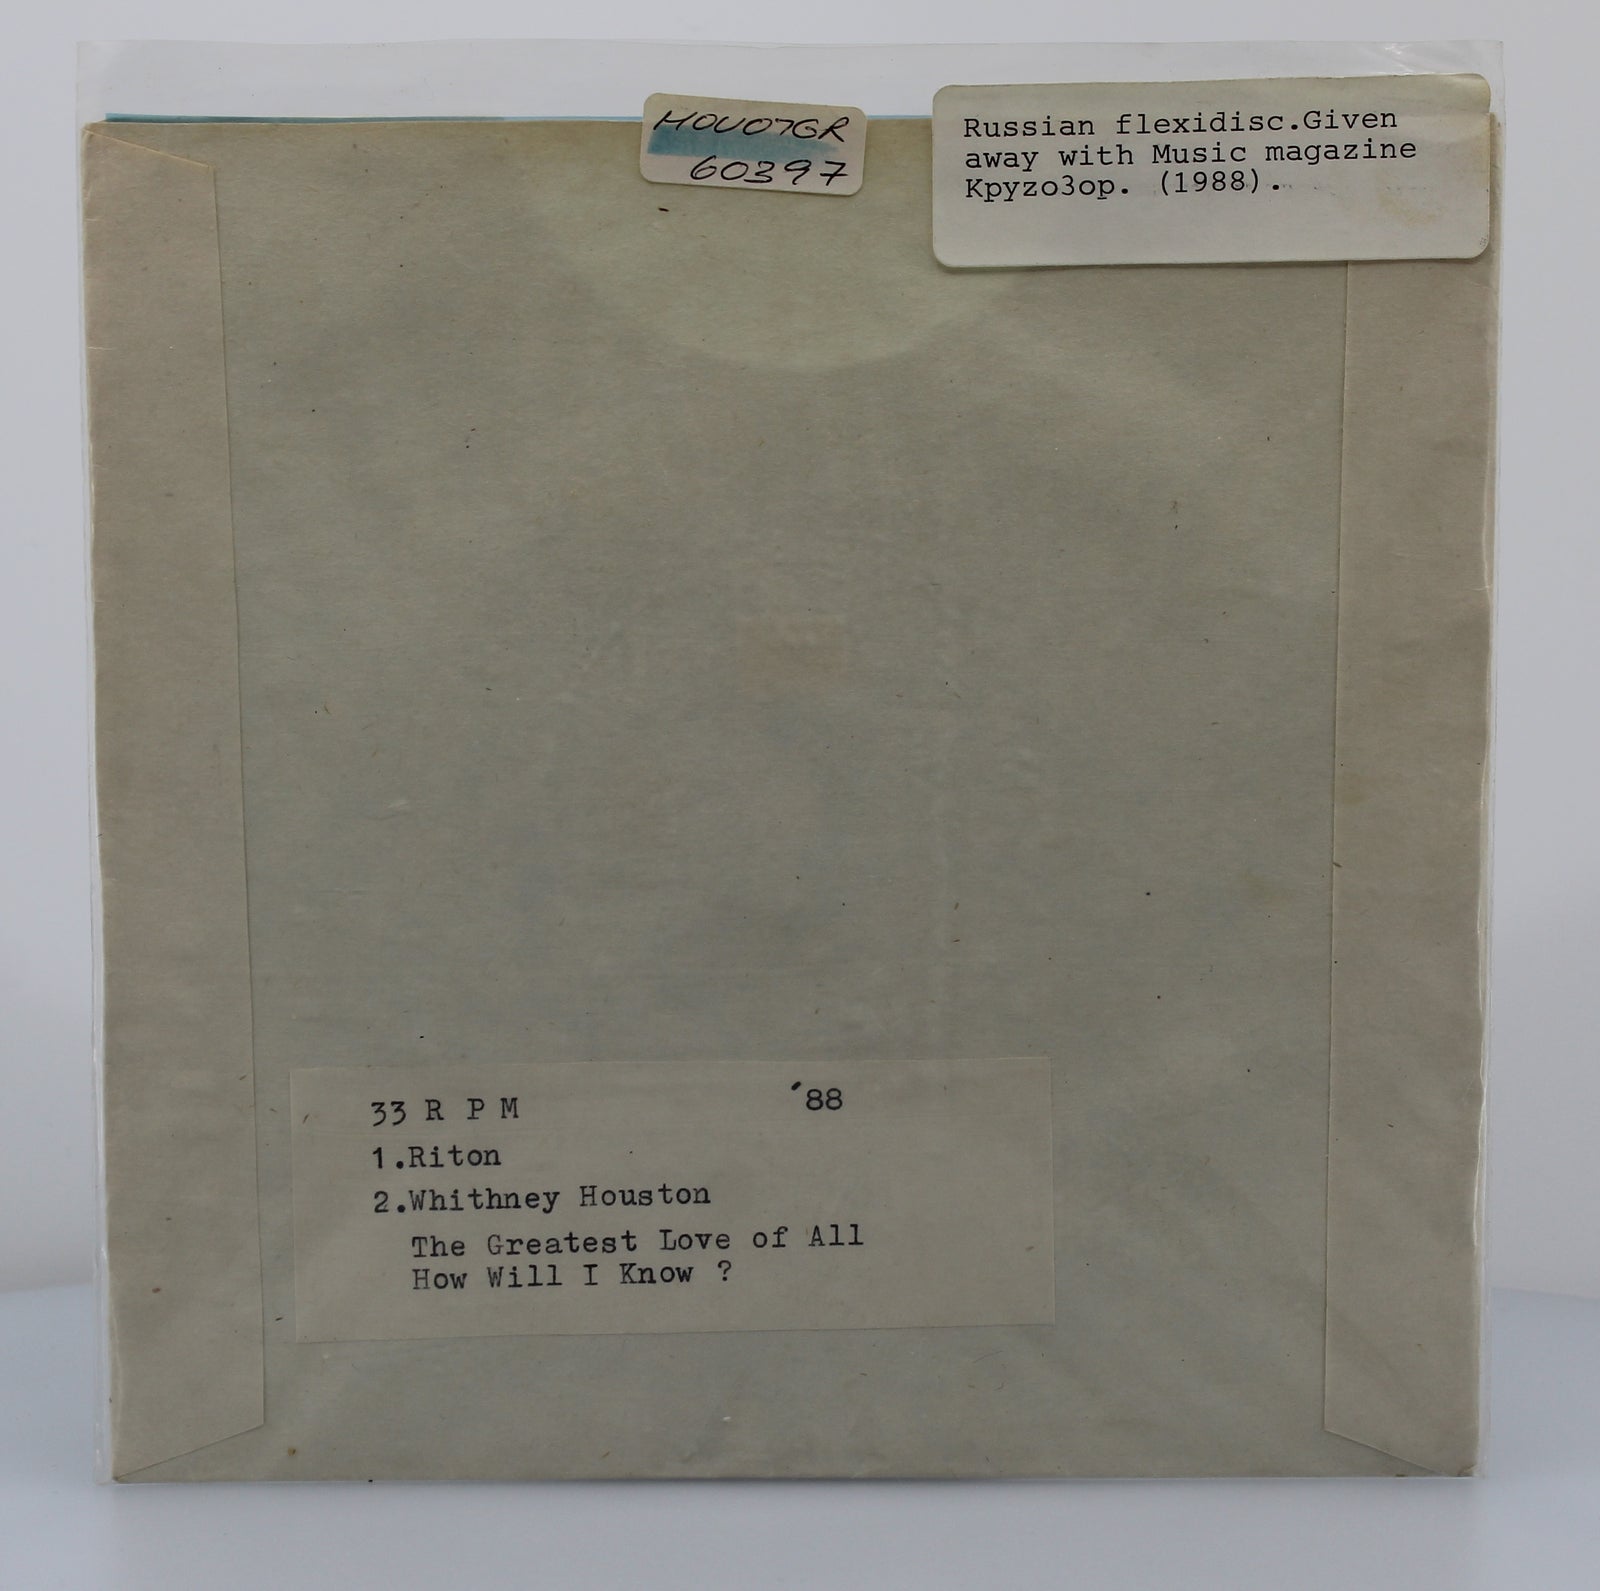 HOU07GR
60397
Russian flexidisc.Given
away with Music magazine
Kpyzo3op. (1988).
33 R P M ´88
1.Riton
2.Whithney Houston
The Greatest Love of All
How Will I Know ?